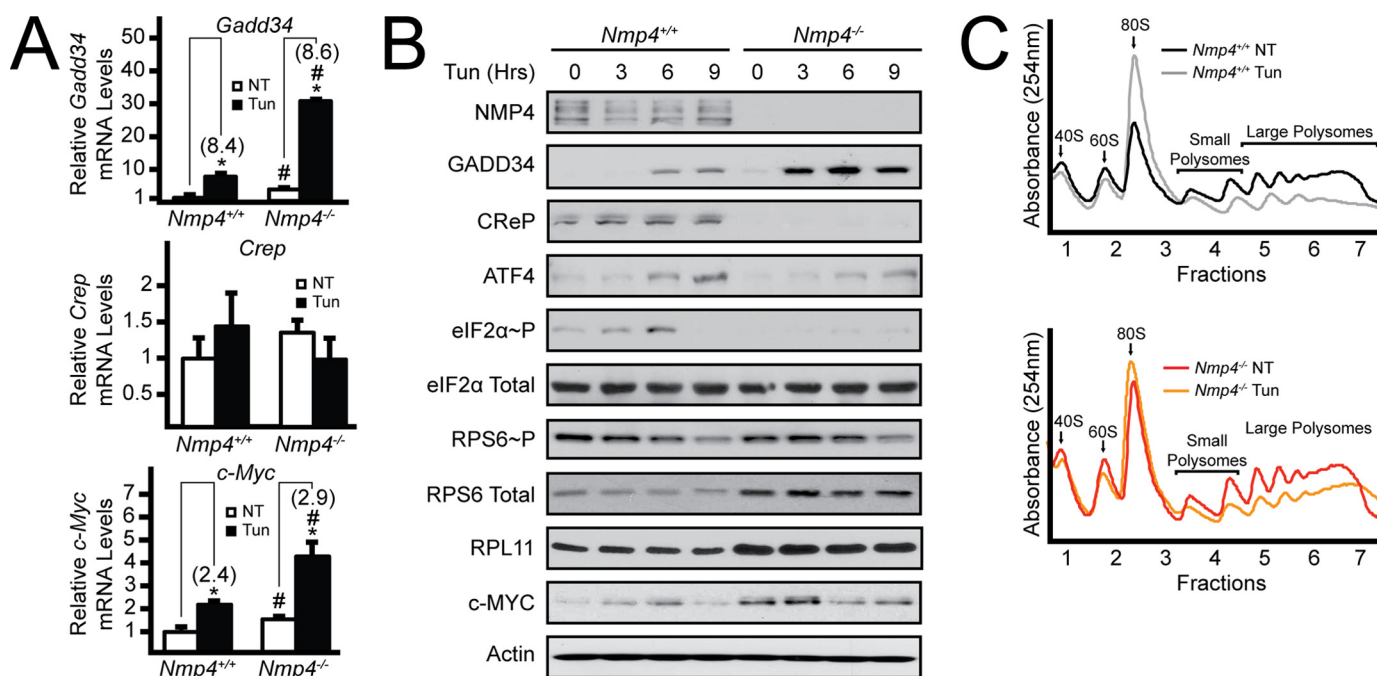 A
Gadd34
Relative Gadd34
mRNA Levels
50
30
20
10
1
NT
Tun
(8.4)
*
#
(8.6)
#
*
Nmp4+/+
Nmp4-/-
Crep
Relative Crep
mRNA Levels
2
1.5
1
0.5
NT
Tun
Nmp4+/+
Nmp4-/-
c-Myc
Relative c-Myc
mRNA Levels
7
6
5
4
3
2
1
NT
Tun
(2.4)
*
#
(2.9)
#
*
Nmp4+/+
Nmp4-/-
B
Nmp4+/+ Nmp4-/-
Tun (Hrs) 0 3 6 9 0 3 6 9
NMP4
GADD34
CReP
ATF4
eIF2α~P
eIF2α Total
RPS6~P
RPS6 Total
RPL11
c-MYC
Actin
C
Absorbance (254nm)
40S
60S
80S
Nmp4+/+ NT
Nmp4+/+ Tun
Small
Polysomes
Large Polysomes
1 2 3 4 5 6 7
Fractions
Absorbance (254nm)
40S
60S
80S
Nmp4-/- NT
Nmp4-/- Tun
Small
Polysomes
Large Polysomes
1 2 3 4 5 6 7
Fractions